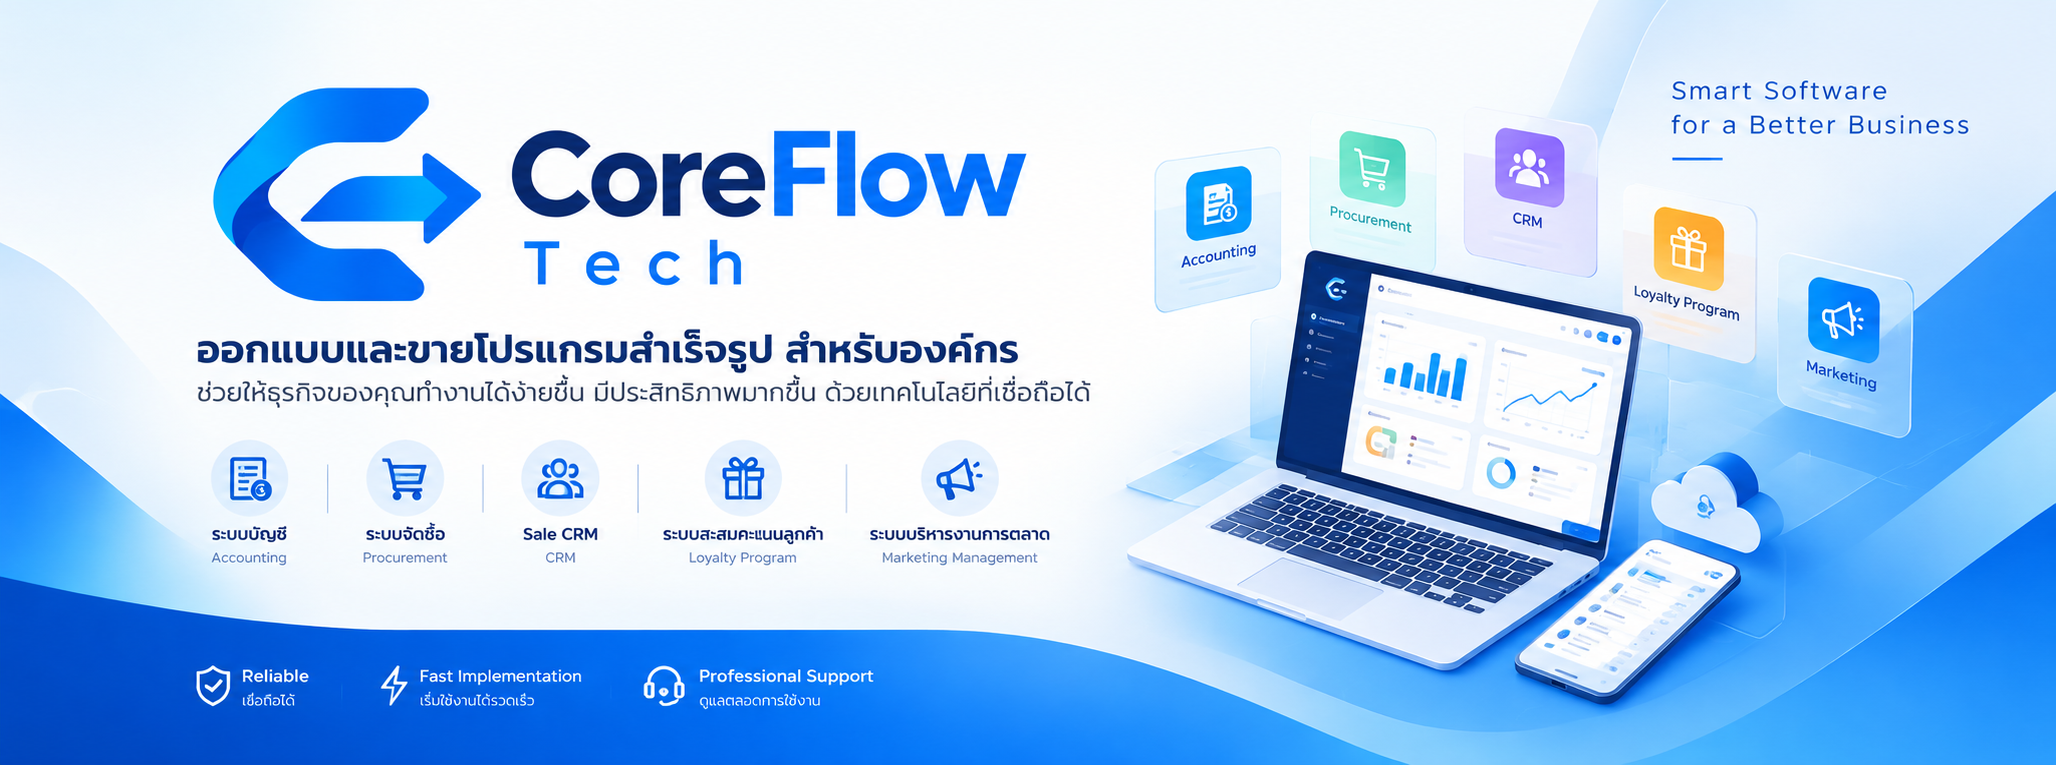 CoreFlow
Tech
ออกแบบและขายโปรแกรมสำเร็จรูป สำหรับองค์กร
ช่วยให้ธุรกิจของคุณทำงานได้ง่ายขึ้น มีประสิทธิภาพมากขึ้น ด้วยเทคโนโลยีที่เชื่อถือได้
ระบบบัญชี
Accounting
ระบบจัดซื้อ
Procurement
Sale CRM
CRM
ระบบสะสมคะแนนลูกค้า
Loyalty Program
ระบบบริหารงานการตลาด
Marketing Management
Reliable
เชื่อถือได้
Fast Implementation
เริ่มใช้งานได้รวดเร็ว
Professional Support
ดูแลตลอดการใช้งาน
Smart Software
for a Better Business
Accounting
Procurement
CRM
Loyalty Program
Marketing